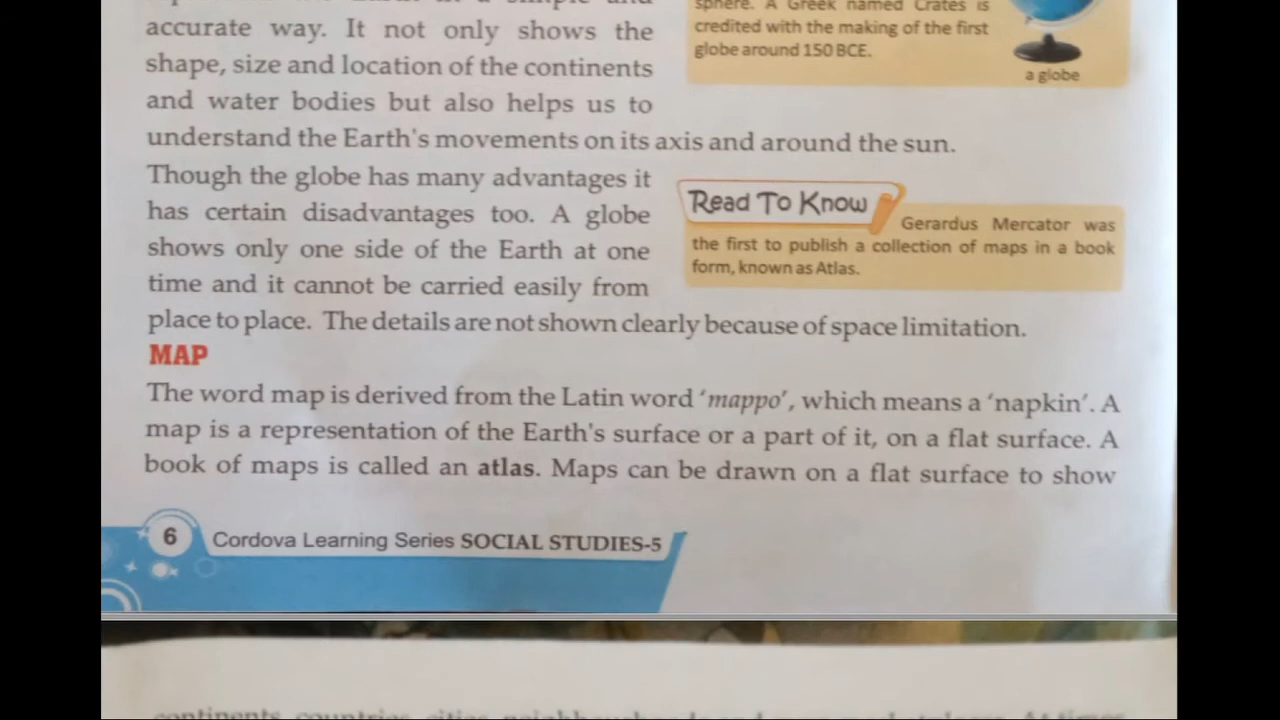 accurate way. It not only shows the
shape, size and location of the continents
and water bodies but also helps us to
understand the Earth's movements on its axis and around the sun.
sphere. A Greek named Crates is
credited with the making of the first
globe around 150 BCE.
a globe
Though the globe has many advantages it
has certain disadvantages too. A globe
shows only one side of the Earth at one
time and it cannot be carried easily from
place to place. The details are not shown clearly because of space limitation.
Read To Know
Gerardus Mercator was
the first to publish a collection of maps in a book
form, known as Atlas.
MAP
The word map is derived from the Latin word 'mappo', which means a 'napkin'. A
map is a representation of the Earth's surface or a part of it, on a flat surface. A
book of maps is called an atlas. Maps can be drawn on a flat surface to show
6
Cordova Learning Series SOCIAL STUDIES-5